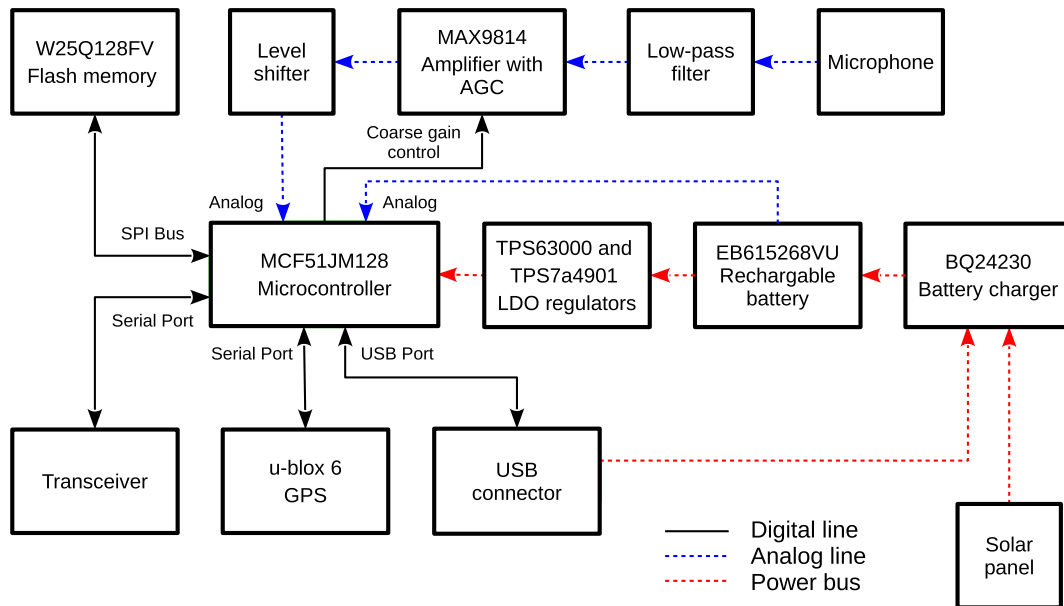 W25Q128FV
Flash memory
Level
shifter
MAX9814
Amplifier with
AGC
Low-pass
filter
Microphone
Coarse gain
control
Analog
Analog
SPI Bus
MCF51JM128
Microcontroller
TPS63000 and
TPS7a4901
LDO regulators
EB615268VU
Rechargable
battery
BQ24230
Battery charger
Serial Port
Serial Port
USB Port
Transceiver
u-blox 6
GPS
USB
connector
Solar
panel
Digital line
Analog line
Power bus